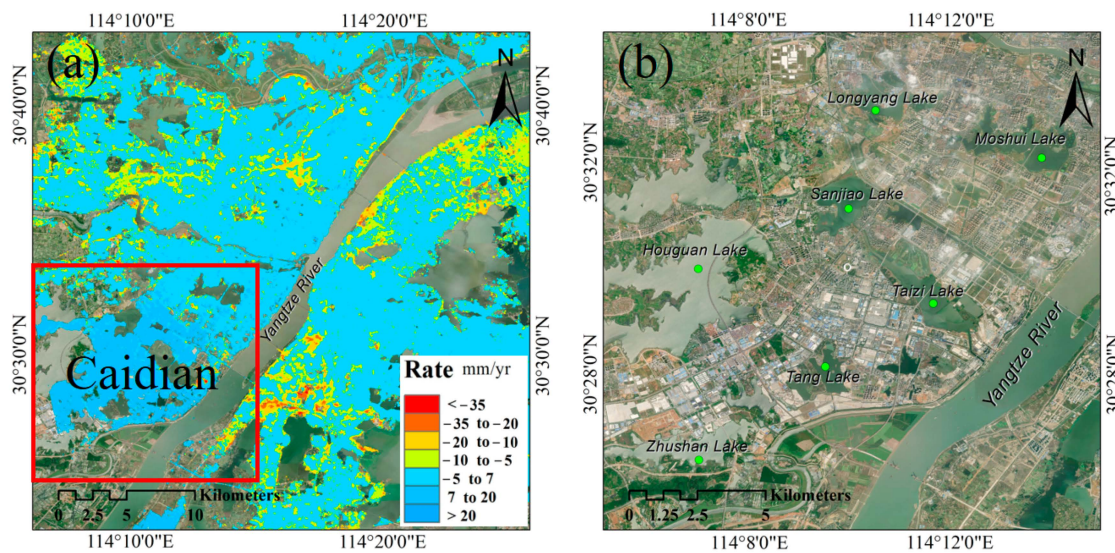 114°10'0"E
114°20'0"E
(a)
N
30°40'0"N
30°40'0"N
30°30'0"N
30°30'0"N
Yangtze River
Caidian
Rate mm/yr
<-35
-35 to -20
-20 to -10
-10 to -5
-5 to 7
7 to 20
>20
Kilometers
0 2.5 5 10
114°10'0"E
114°20'0"E
114°8'0"E
114°12'0"E
(b)
N
Longyang Lake
Moshui Lake
30°32'0"N
30°32'0"N
Sanjiao Lake
Houguan Lake
Taizi Lake
Yangtze River
Tang Lake
30°28'0"N
30°28'0"N
Zhushan Lake
Kilometers
0 1.25 2.5 5
114°8'0"E
114°12'0"E